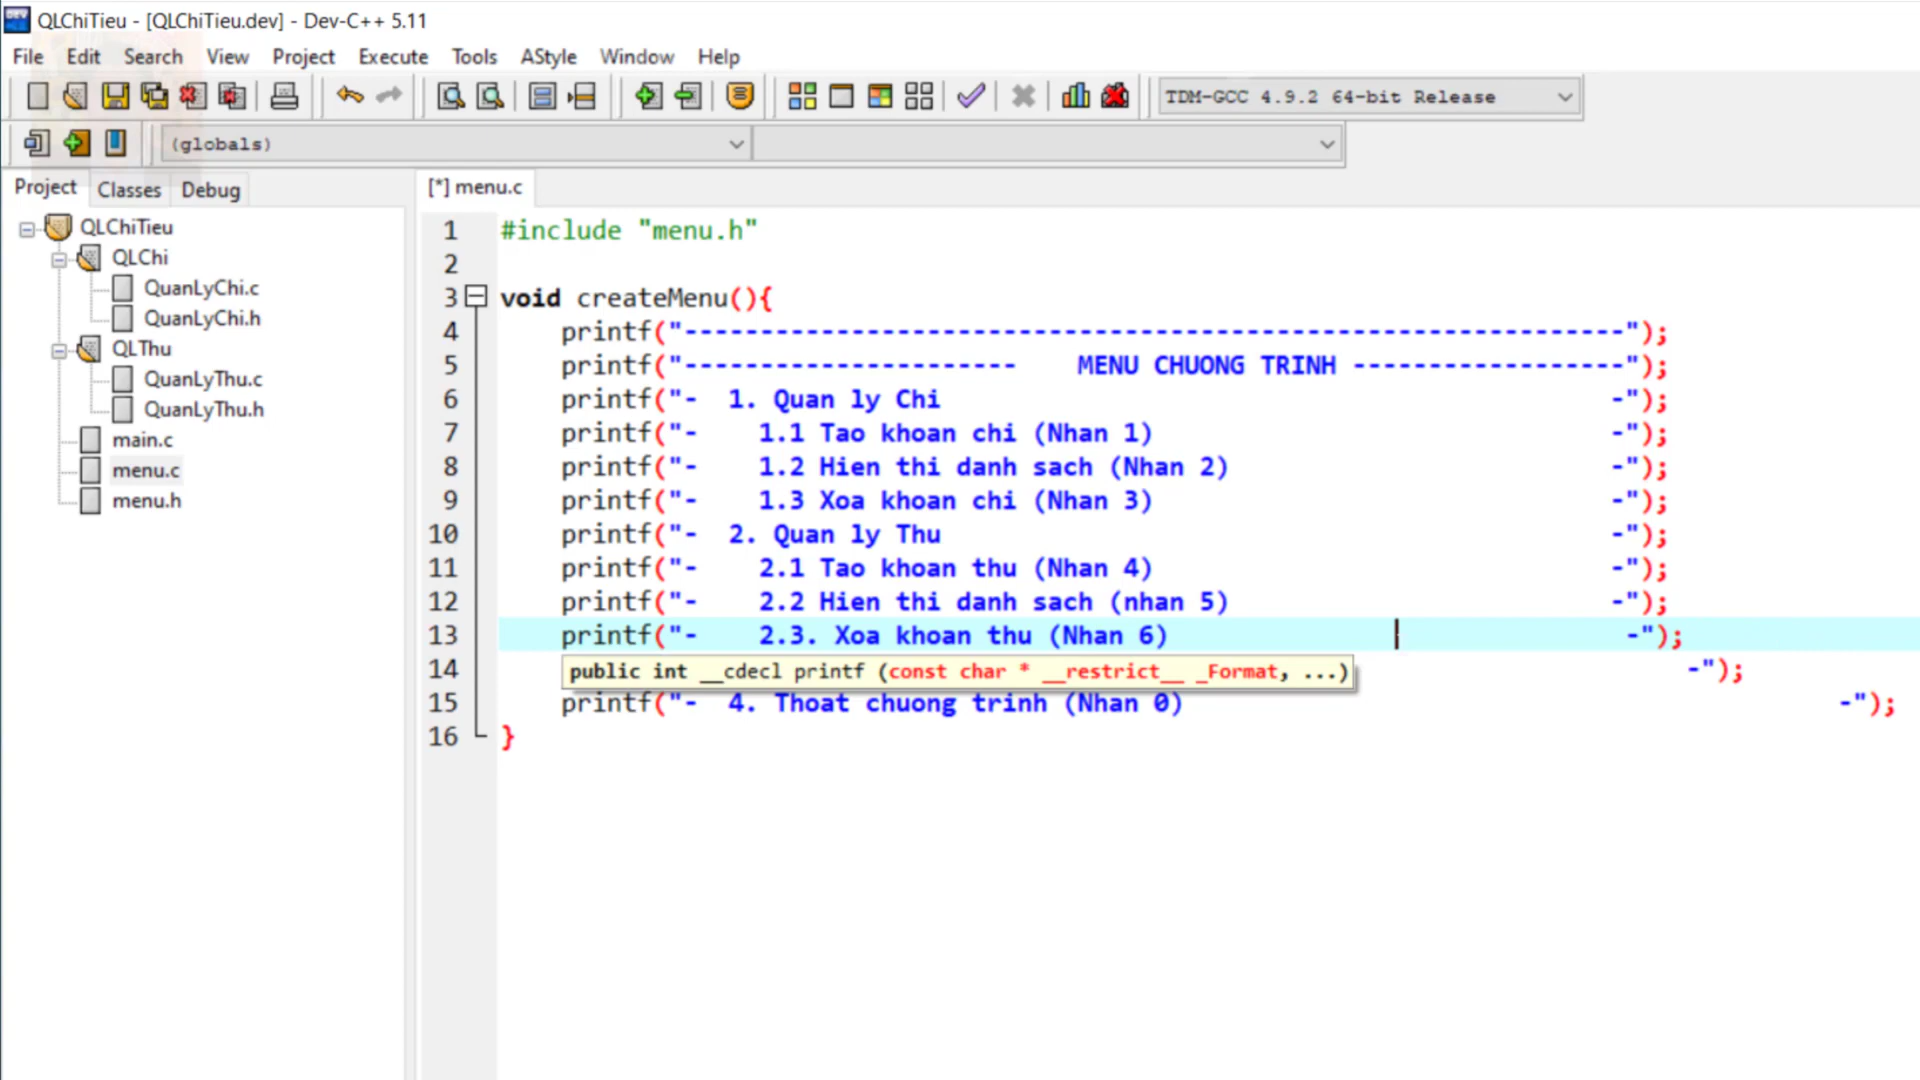 QLChiTieu - [QLChiTieu.dev] - Dev-C++ 5.11
File Edit Search View Project Execute Tools AStyle Window Help
TDM-GCC 4.9.2 64-bit Release
(globals)
Project Classes Debug
QLChiTieu
QLChi
QuanLyChi.c
QuanLyChi.h
QLThu
QuanLyThu.c
QuanLyThu.h
main.c
menu.c
menu.h
[*] menu.c
1 #include "menu.h"
2
3 void createMenu(){
4 printf("--------------------------------------------------------------");
5 printf("----------------------    MENU CHUONG TRINH ------------------");
6 printf("-  1. Quan ly Chi                                            -");
7 printf("-    1.1 Tao khoan chi (Nhan 1)                              -");
8 printf("-    1.2 Hien thi danh sach (Nhan 2)                         -");
9 printf("-    1.3 Xoa khoan chi (Nhan 3)                              -");
10 printf("-  2. Quan ly Thu                                            -");
11 printf("-    2.1 Tao khoan thu (Nhan 4)                              -");
12 printf("-    2.2 Hien thi danh sach (nhan 5)                         -");
13 printf("-    2.3. Xoa khoan thu (Nhan 6)                              -");
14 -");
public int __cdecl printf (const char * __restrict__ _Format, ...)
15 printf("-  4. Thoat chuong trinh (Nhan 0)                                           -");
16 }